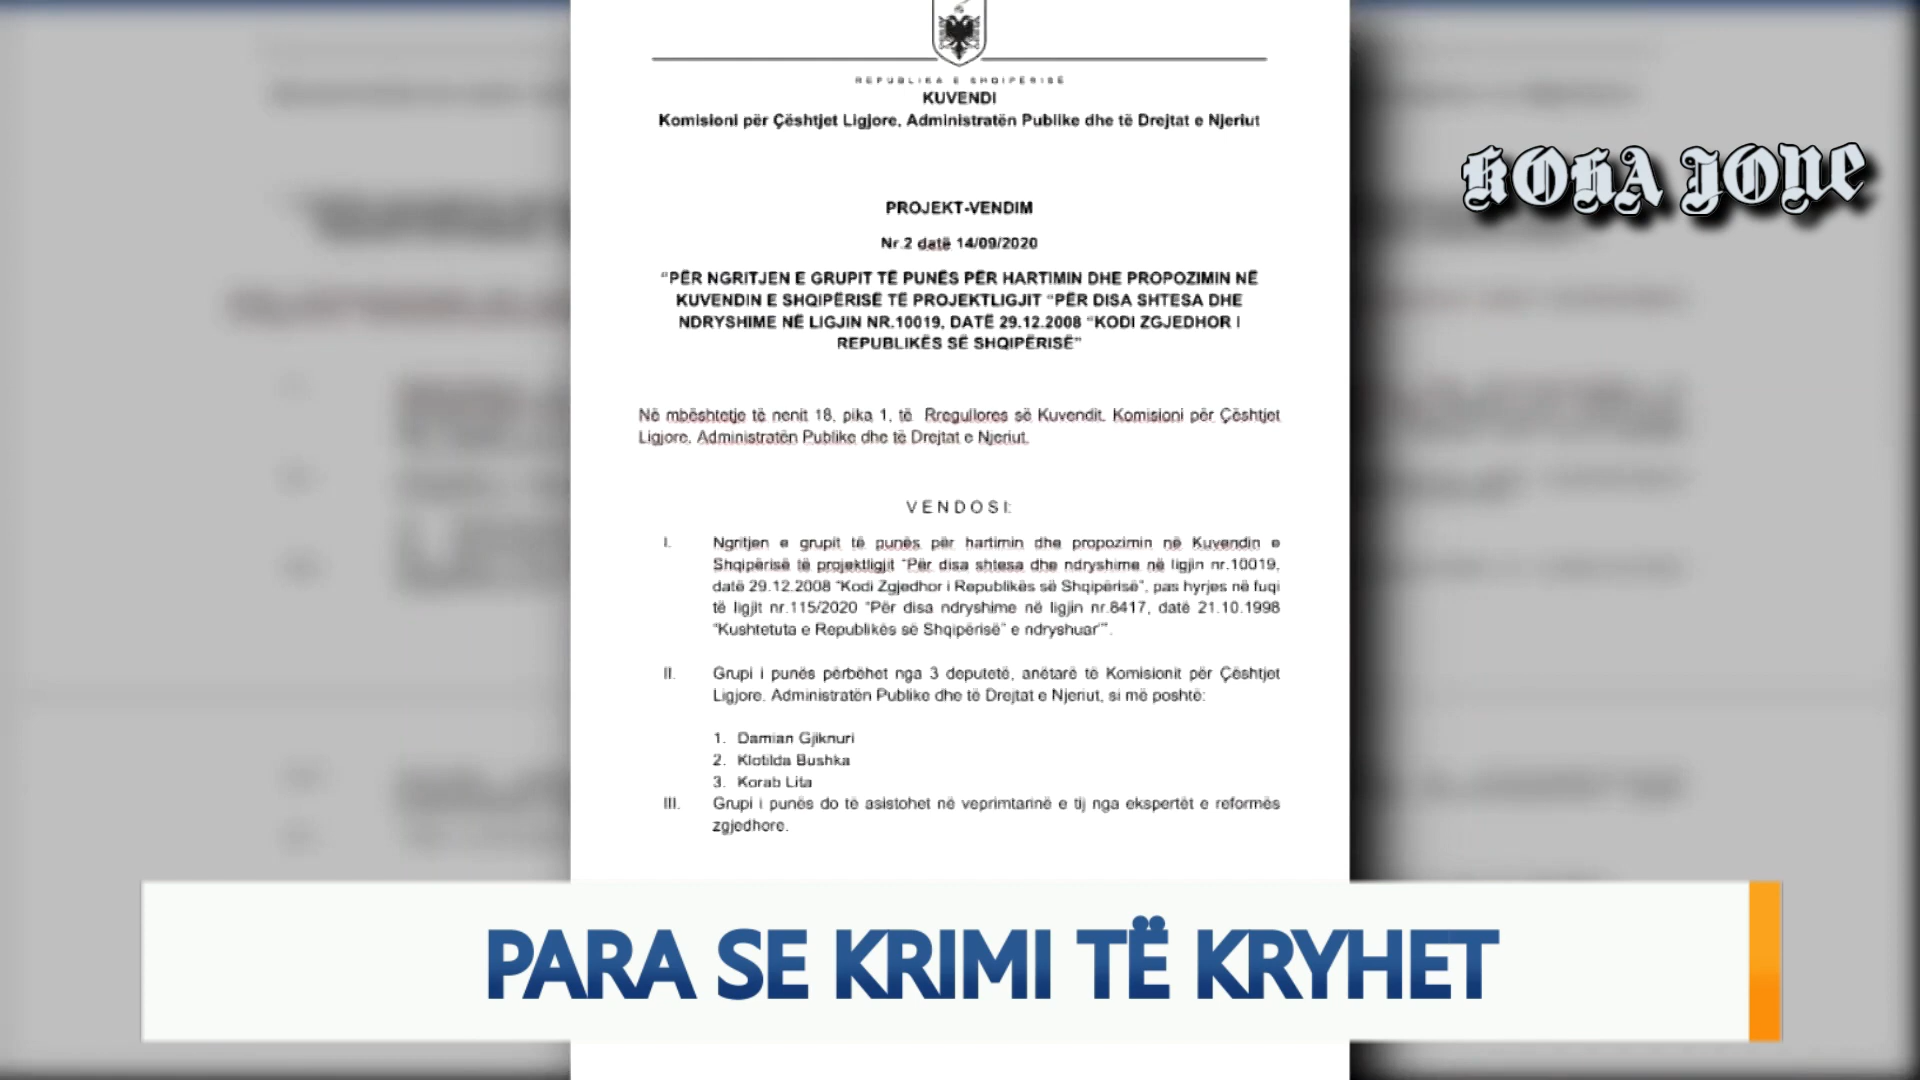 REPUBLIKA E SHQIPËRISË
KUVENDI
Komisioni për Çështjet Ligjore, Administratën Publike dhe të Drejtat e Njeriut
KOHA JONE
PROJEKT-VENDIM
Nr.2 datë 14/09/2020
“PËR NGRITJEN E GRUPIT TË PUNËS PËR HARTIMIN DHE PROPOZIMIN NË
KUVENDIN E SHQIPËRISË TË PROJEKTLIGJIT “PËR DISA SHTESA DHE
NDRYSHIME NË LIGJIN NR.10019, DATË 29.12.2008 “KODI ZGJEDHOR I
REPUBLIKËS SË SHQIPËRISË”
Në mbështetje të nenit 18, pika 1, të Rregullores së Kuvendit, Komisioni për Çështjet
Ligjore, Administratën Publike dhe të Drejtat e Njeriut,
VENDOSI:
I. Ngritjen e grupit të punës për hartimin dhe propozimin në Kuvendin e
Shqipërisë të projektligjit “Për disa shtesa dhe ndryshime në ligjin nr.10019,
datë 29.12.2008 “Kodi Zgjedhor i Republikës së Shqipërisë”, pas hyrjes në fuqi
të ligjit nr.115/2020 “Për disa ndryshime në ligjin nr.8417, datë 21.10.1998
“Kushtetuta e Republikës së Shqipërisë” e ndryshuar””.
II. Grupi i punës përbëhet nga 3 deputetë, anëtarë të Komisionit për Çështjet
Ligjore, Administratën Publike dhe të Drejtat e Njeriut, si më poshtë:
1. Damian Gjiknuri
2. Klotilda Bushka
3. Korab Lita
III. Grupi i punës do të asistohet në veprimtarinë e tij nga ekspertët e reformës
zgjedhore.
PARA SE KRIMI TË KRYHET